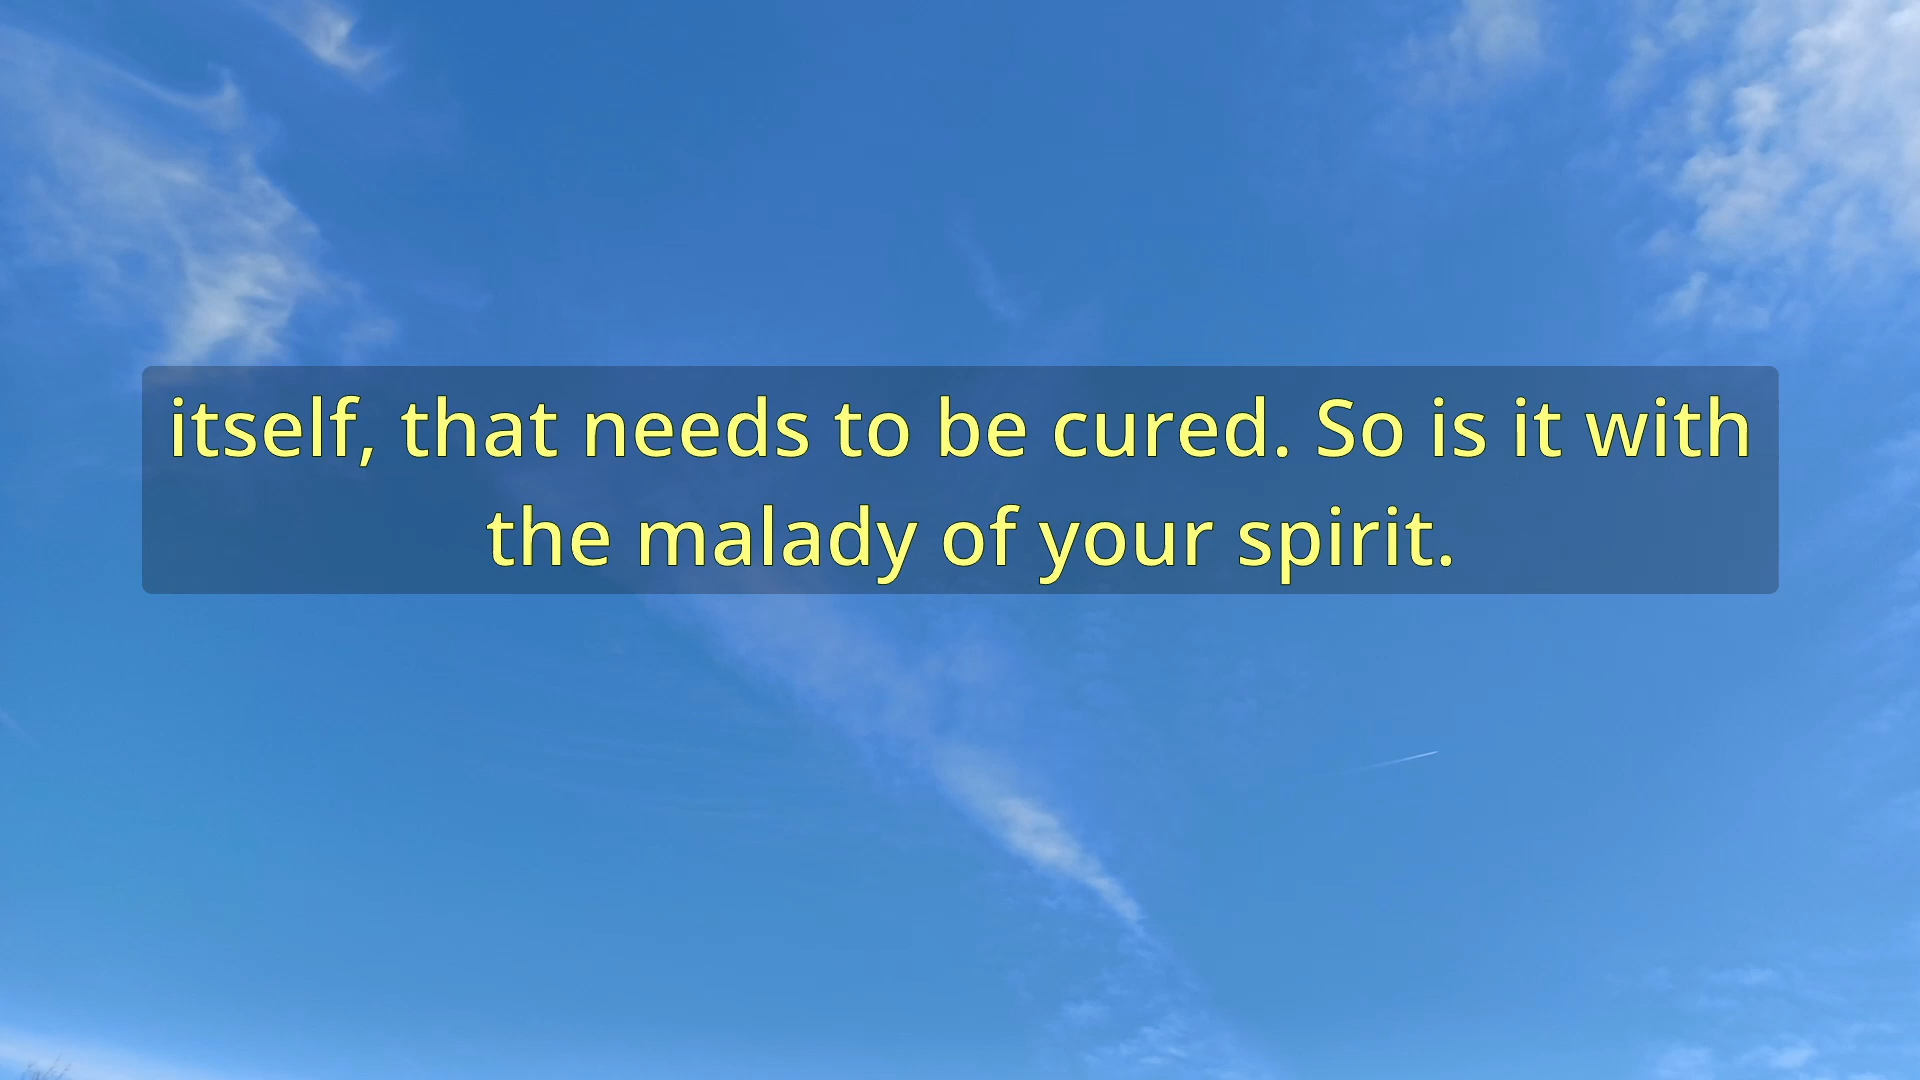 itself, that needs to be cured. So is it with
the malady of your spirit.